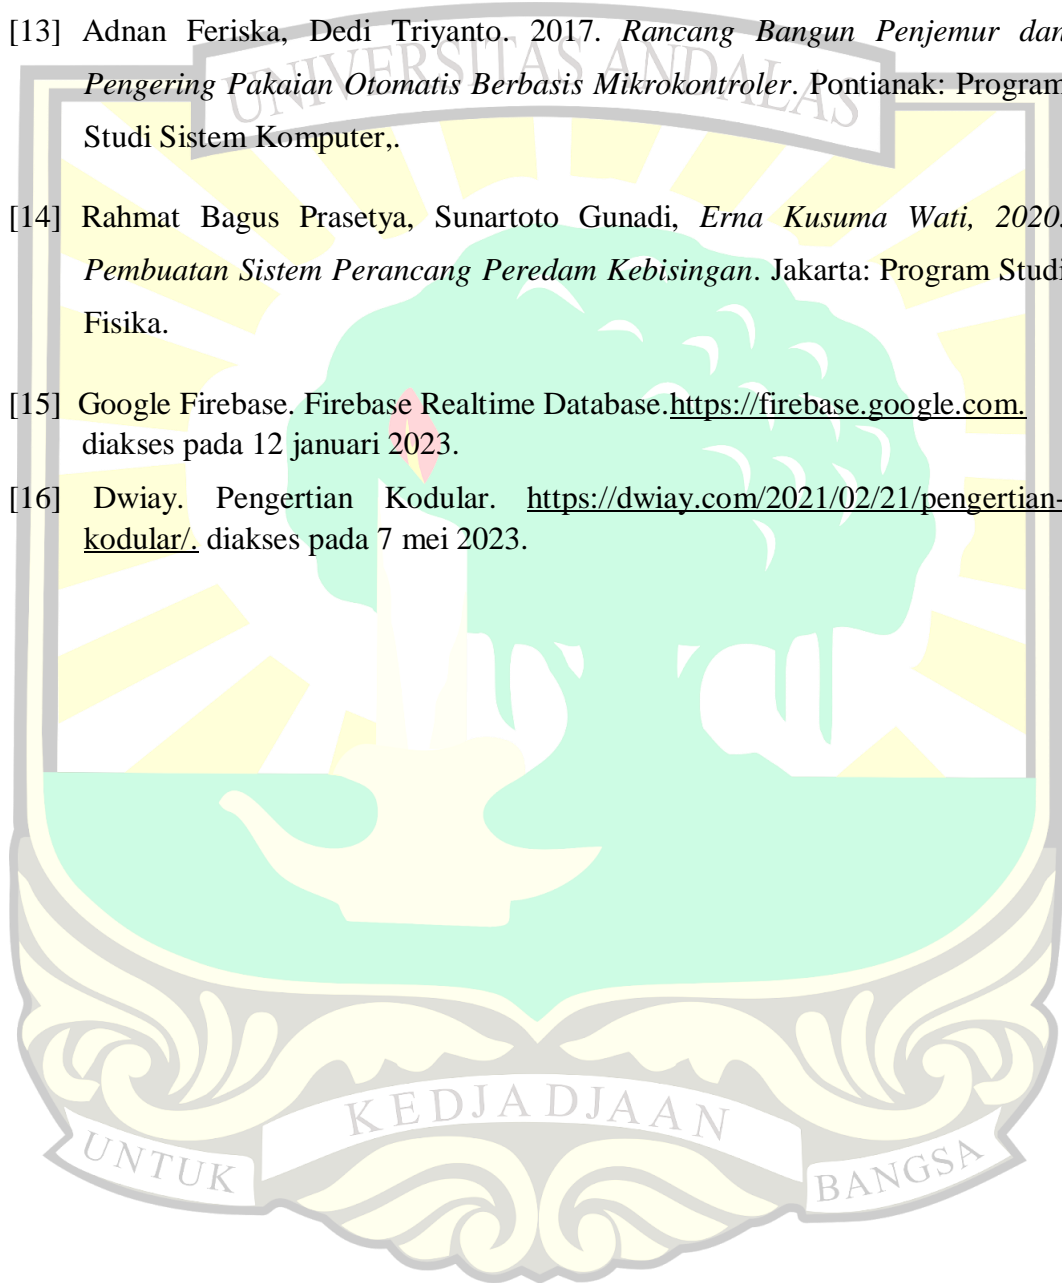 [13] Adnan Feriska, Dedi Triyanto. 2017. Rancang Bangun Penjemur dan
UNIVERSITAS ANDALAS
Pengering Pakaian Otomatis Berbasis Mikrokontroler. Pontianak: Program
Studi Sistem Komputer,.
[14] Rahmat Bagus Prasetya, Sunartoto Gunadi, Erna Kusuma Wati, 2020.
Pembuatan Sistem Perancang Peredam Kebisingan. Jakarta: Program Studi
Fisika.
[15] Google Firebase. Firebase Realtime Database.https://firebase.google.com.
diakses pada 12 januari 2023.
[16] Dwiay. Pengertian Kodular. https://dwiay.com/2021/02/21/pengertian-
kodular/. diakses pada 7 mei 2023.
UNTUK KEDJADJAAN BANGSA